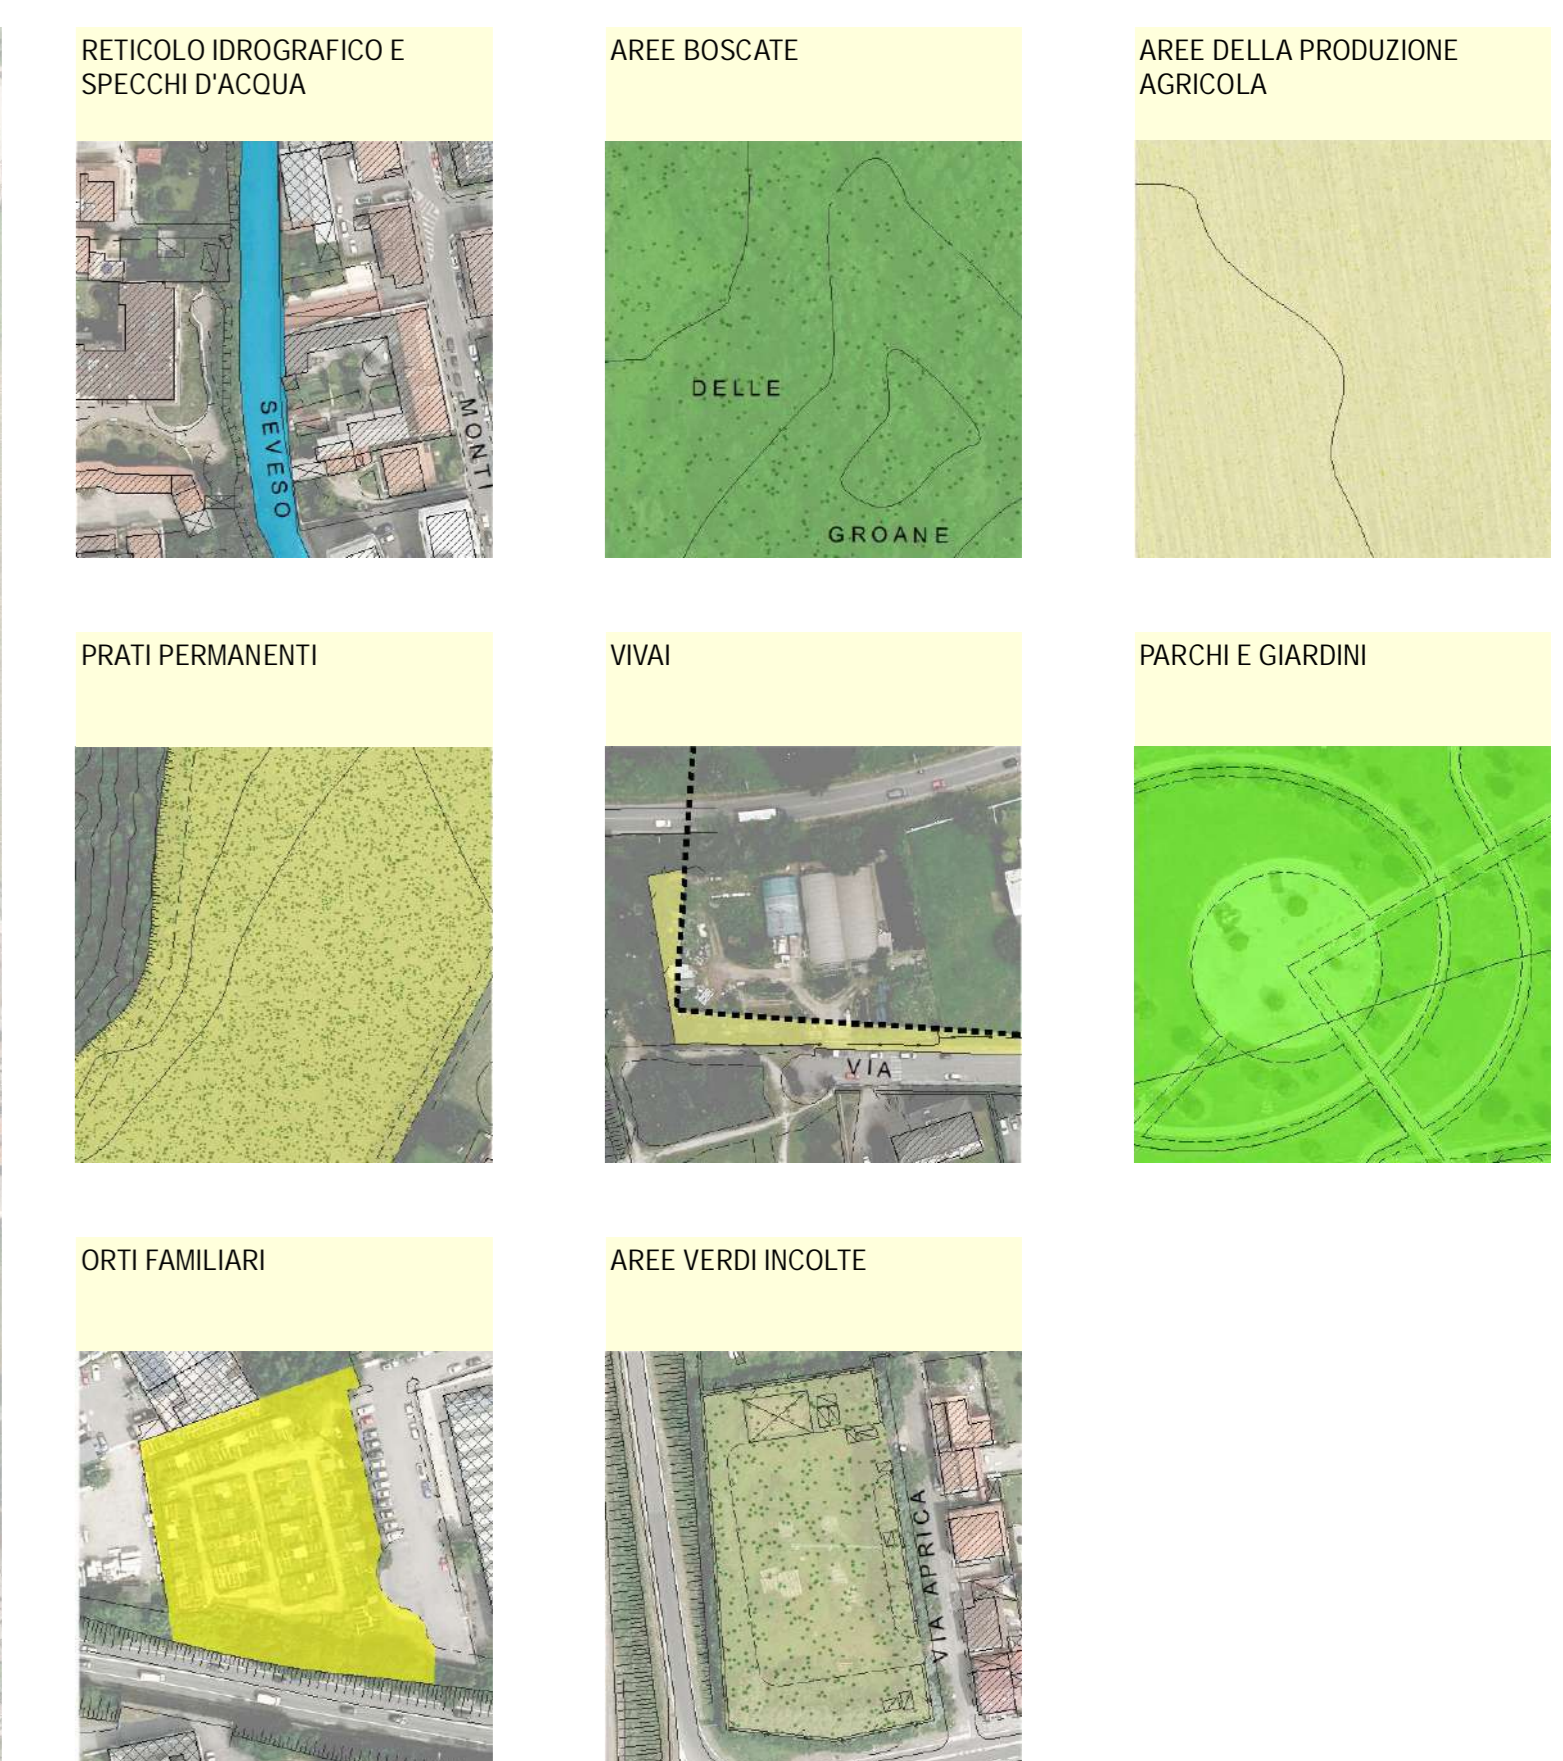 RETICOLO IDROGRAFICO E
SPECCHI D'ACQUA
AREE BOSCATE
AREE DELLA PRODUZIONE
AGRICOLA
SEVESO
MONTI
DELLE
GROANE
PRATI PERMANENTI
VIVAI
PARCHI E GIARDINI
VIA
ORTI FAMILIARI
AREE VERDI INCOLTE
VIA APRICA